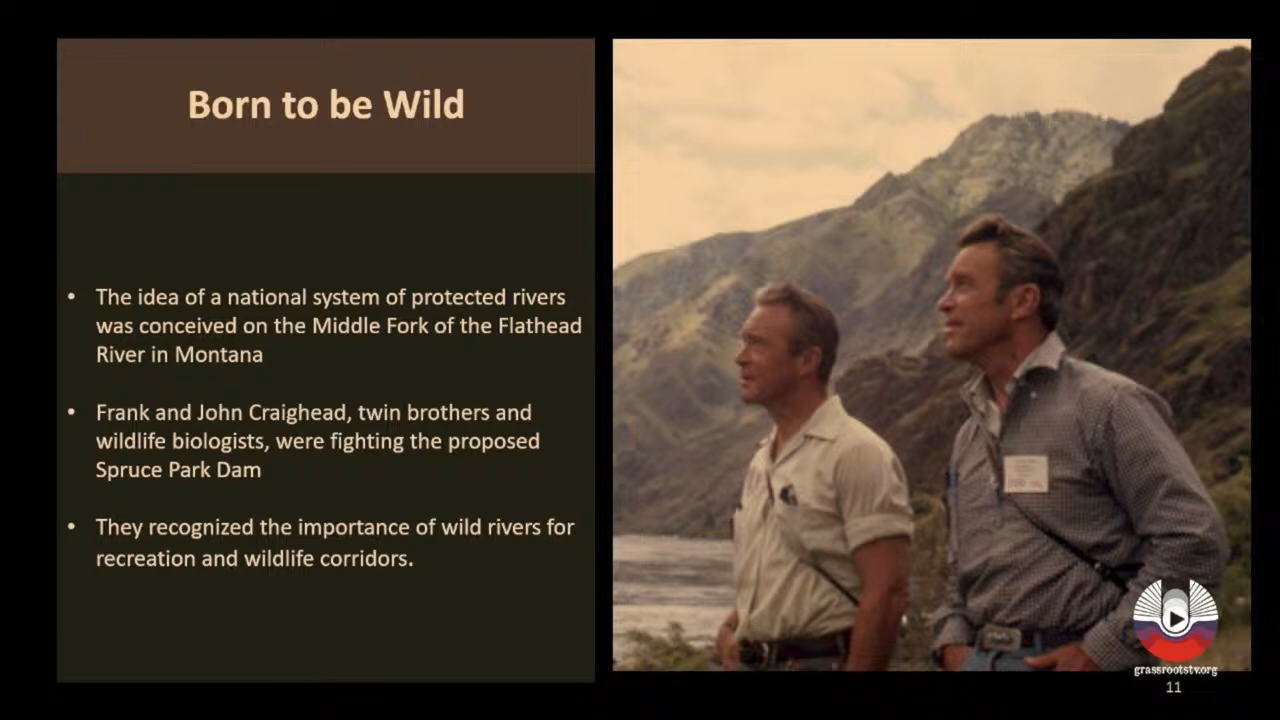 Born to be Wild
• The idea of a national system of protected rivers
was conceived on the Middle Fork of the Flathead
River in Montana
• Frank and John Craighead, twin brothers and
wildlife biologists, were fighting the proposed
Spruce Park Dam
• They recognized the importance of wild rivers for
recreation and wildlife corridors.
grassrootstv.org
11